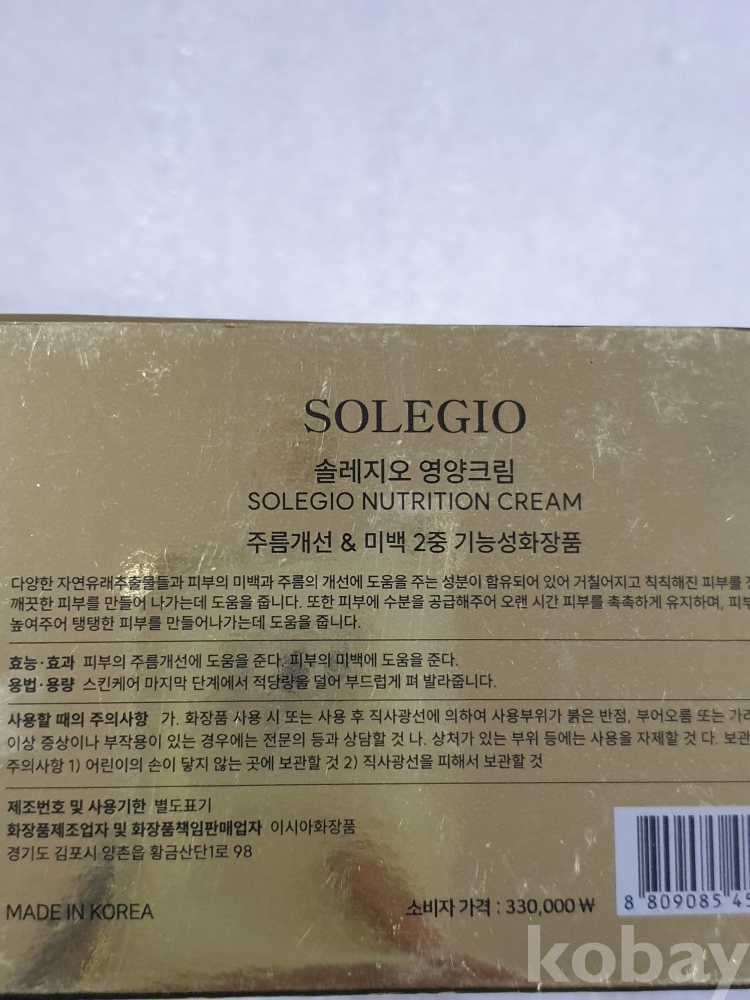 SOLEGIO
솔레지오 영양크림
SOLEGIO NUTRITION CREAM
주름개선 & 미백 2중 기능성화장품
다양한 자연유래추출물들과 피부의 미백과 주름의 개선에 도움을 주는 성분이 함유되어 있어 거칠어지고 칙칙해진 피부를
깨끗한 피부를 만들어 나가는데 도움을 줍니다. 또한 피부에 수분을 공급해주어 오랜 시간 피부를 촉촉하게 유지하며,
높여주어 탱탱한 피부를 만들어나가는데 도움을 줍니다.
효능·효과 피부의 주름개선에 도움을 준다. 피부의 미백에 도움을 준다.
용법·용량 스킨케어 마지막 단계에서 적당량을 덜어 부드럽게 펴 발라줍니다.
사용할 때의 주의사항 가. 화장품 사용 시 또는 사용 후 직사광선에 의하여 사용부위가 붉은 반점, 부어오름 또는
이상 증상이나 부작용이 있는 경우에는 전문의 등과 상담할 것 나. 상처가 있는 부위 등에는 사용을 자제할 것 다.
주의사항 1) 어린이의 손이 닿지 않는 곳에 보관할 것 2) 직사광선을 피해서 보관할 것
제조번호 및 사용기한 별도표기
화장품제조업자 및 화장품책임판매업자 이시아화장품
경기도 김포시 양촌읍 황금산단1로 98
MADE IN KOREA
소비자 가격 : 330,000 ₩
8 809085 45
kobay